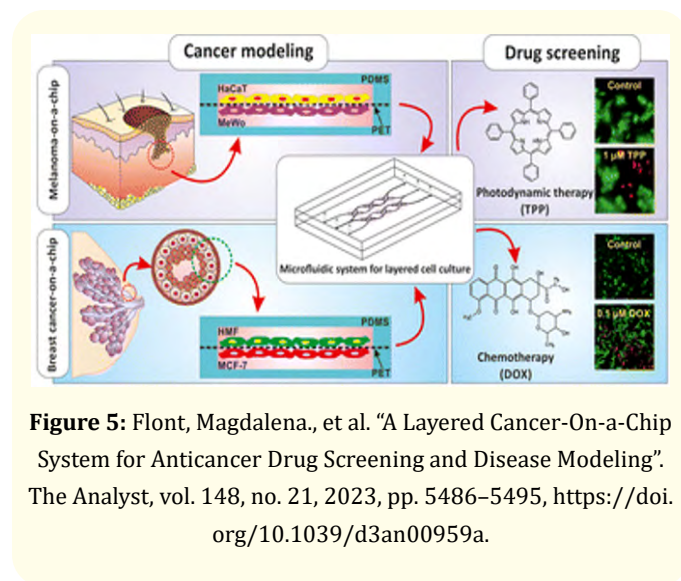 Cancer modeling
Drug screening
Melanoma-on-a-chip
HaCaT
PDMS
MeWo
PET
Control
1 µM TPP
Photodynamic therapy
(TPP)
Microfluidic system for layered cell culture
Breast cancer-on-a-chip
HMF
PDMS
MCF-7
PET
Chemotherapy
(DOX)
Control
0.5 µM DOX
Figure 5: Flont, Magdalena., et al. “A Layered Cancer-On-a-Chip
System for Anticancer Drug Screening and Disease Modeling”.
The Analyst, vol. 148, no. 21, 2023, pp. 5486–5495, https://doi.
org/10.1039/d3an00959a.